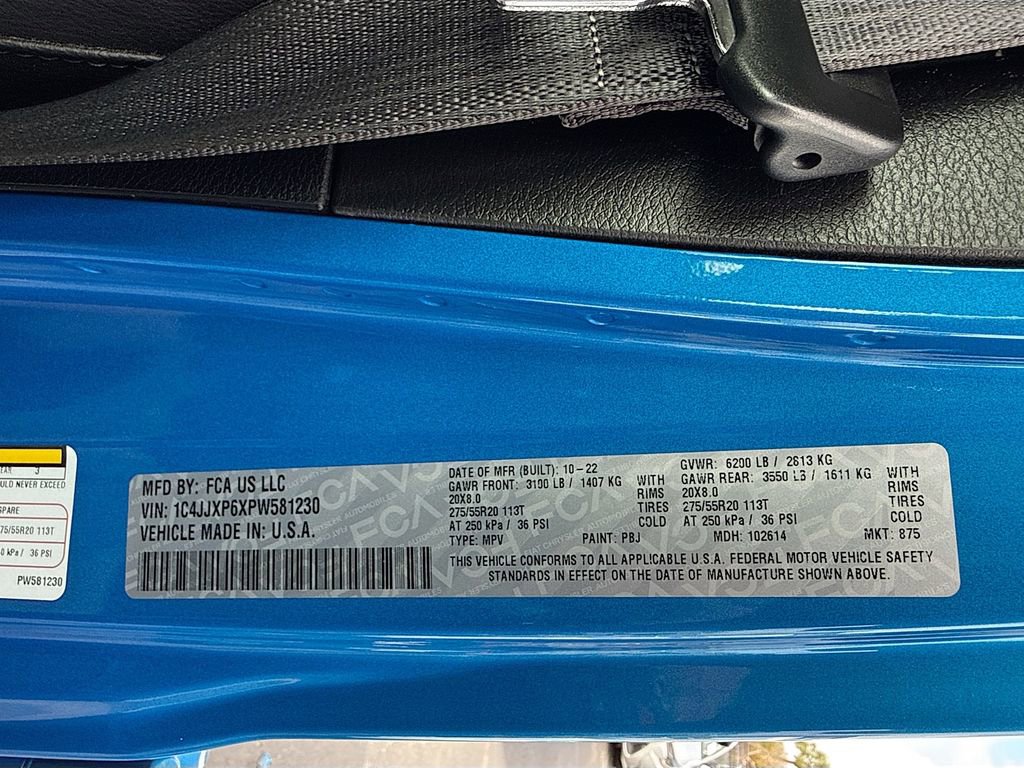 EAR 3
OULD NEVER EXCEED
SPARE
275/55R20 113T
50 kPa / 36 PSI
PW581230
MFD BY: FCA US LLC
VIN: 1C4JJXP6XPW581230
VEHICLE MADE IN: U.S.A.
DATE OF MFR (BUILT): 10-22
GAWR FRONT: 3100 LB / 1407 KG WITH
20X8.0 RIMS
275/55R20 113T TIRES
AT 250 kPa / 36 PSI COLD
TYPE: MPV PAINT: PBJ
GVWR: 6200 LB / 2613 KG
GAWR REAR: 3550 LB / 1611 KG WITH
20X8.0 RIMS
275/55R20 113T TIRES
AT 250 kPa / 36 PSI COLD
MDH: 102614 MKT: 875
THIS VEHICLE CONFORMS TO ALL APPLICABLE U.S.A. FEDERAL MOTOR VEHICLE SAFETY
STANDARDS IN EFFECT ON THE DATE OF MANUFACTURE SHOWN ABOVE.